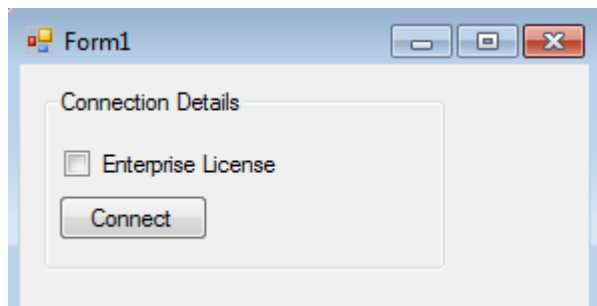 Form1
Connection Details
Enterprise License
Connect